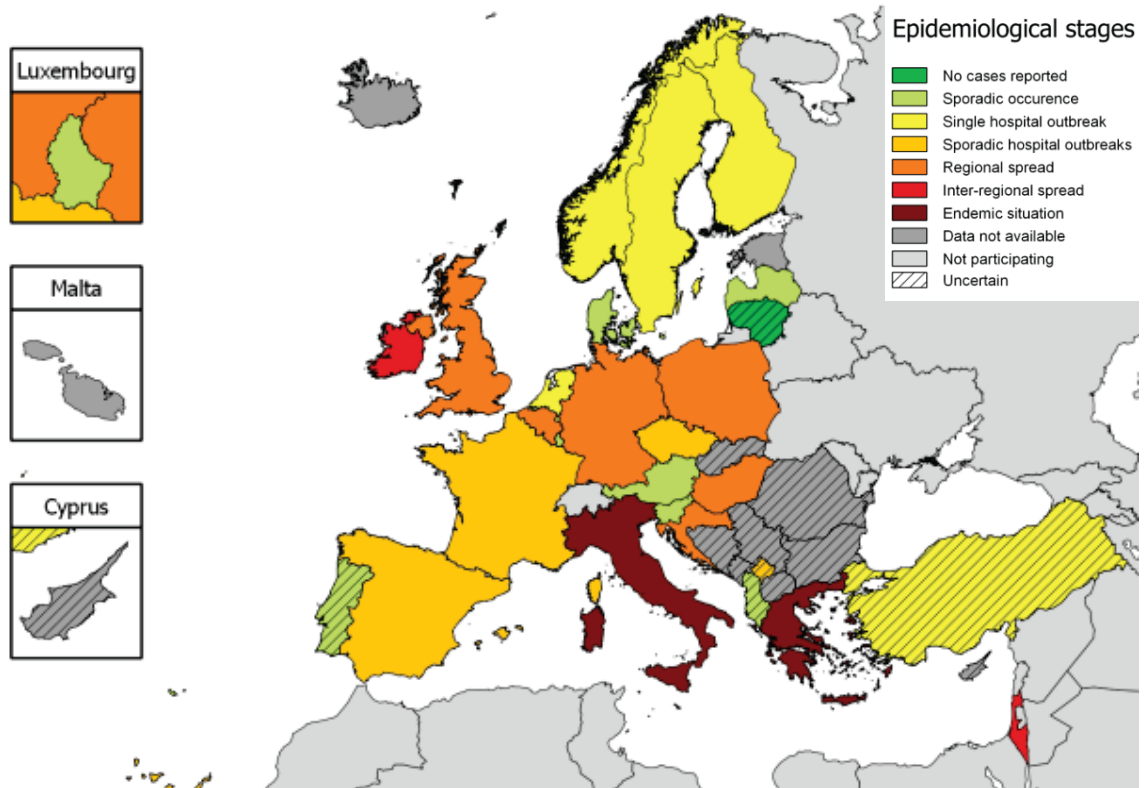 Epidemiological stages
No cases reported
Sporadic occurence
Single hospital outbreak
Sporadic hospital outbreaks
Regional spread
Inter-regional spread
Endemic situation
Data not available
Not participating
Uncertain
Luxembourg
Malta
Cyprus